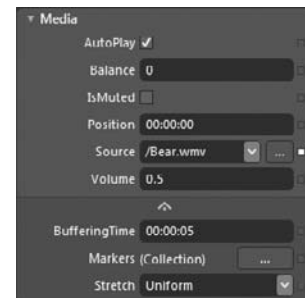 Media
AutoPlay
Balance 0
IsMuted
Position 00:00:00
Source /Bear.wmv ...
Volume 0.5
BufferingTime 00:00:05
Markers (Collection) ...
Stretch Uniform